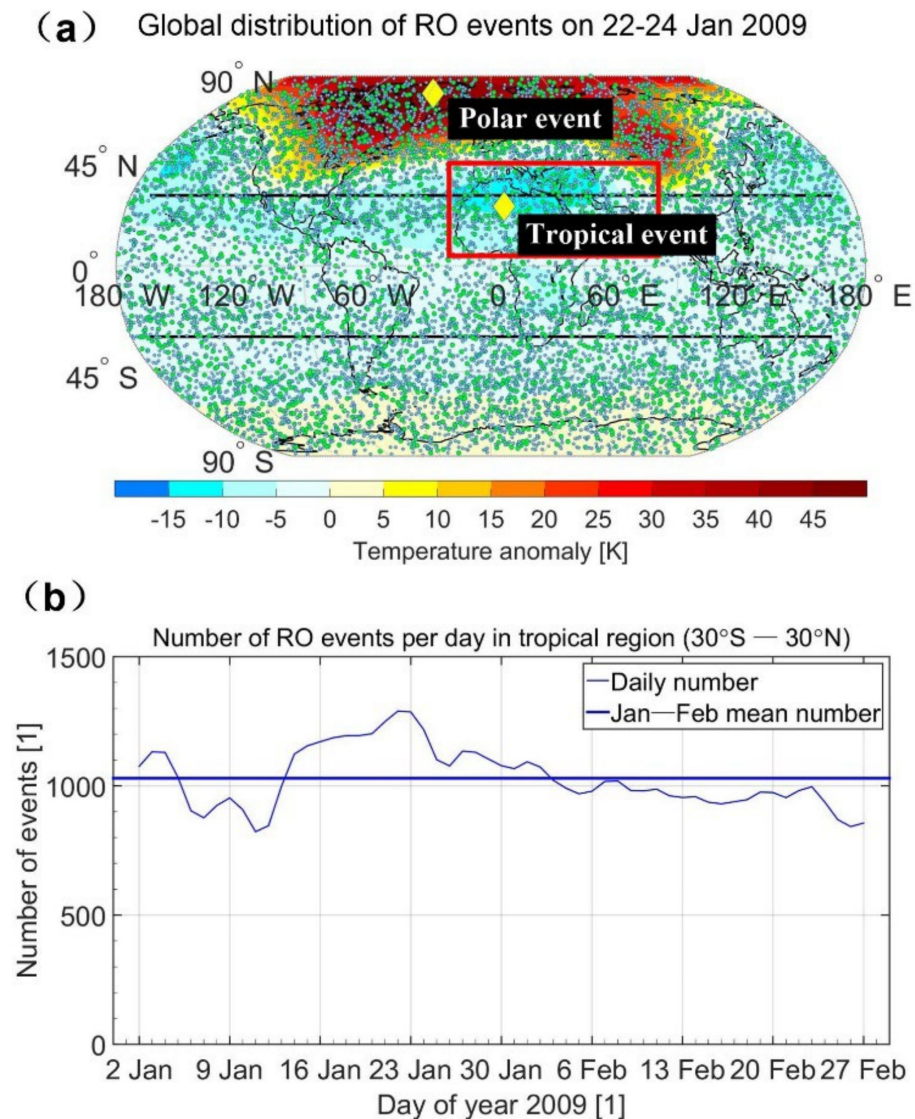 (a) Global distribution of RO events on 22-24 Jan 2009
90° N
Polar event
45° N
Tropical event
0°
180° W 120° W 60° W 0° 60° E 120° E 180° E
45° S
90° S
-15 -10 -5 0 5 10 15 20 25 30 35 40 45
Temperature anomaly [K]
(b)
Number of RO events per day in tropical region (30°S — 30°N)
1500
Daily number
Jan—Feb mean number
1000
500
0
Number of events [1]
2 Jan 9 Jan 16 Jan 23 Jan 30 Jan 6 Feb 13 Feb 20 Feb 27 Feb
Day of year 2009 [1]